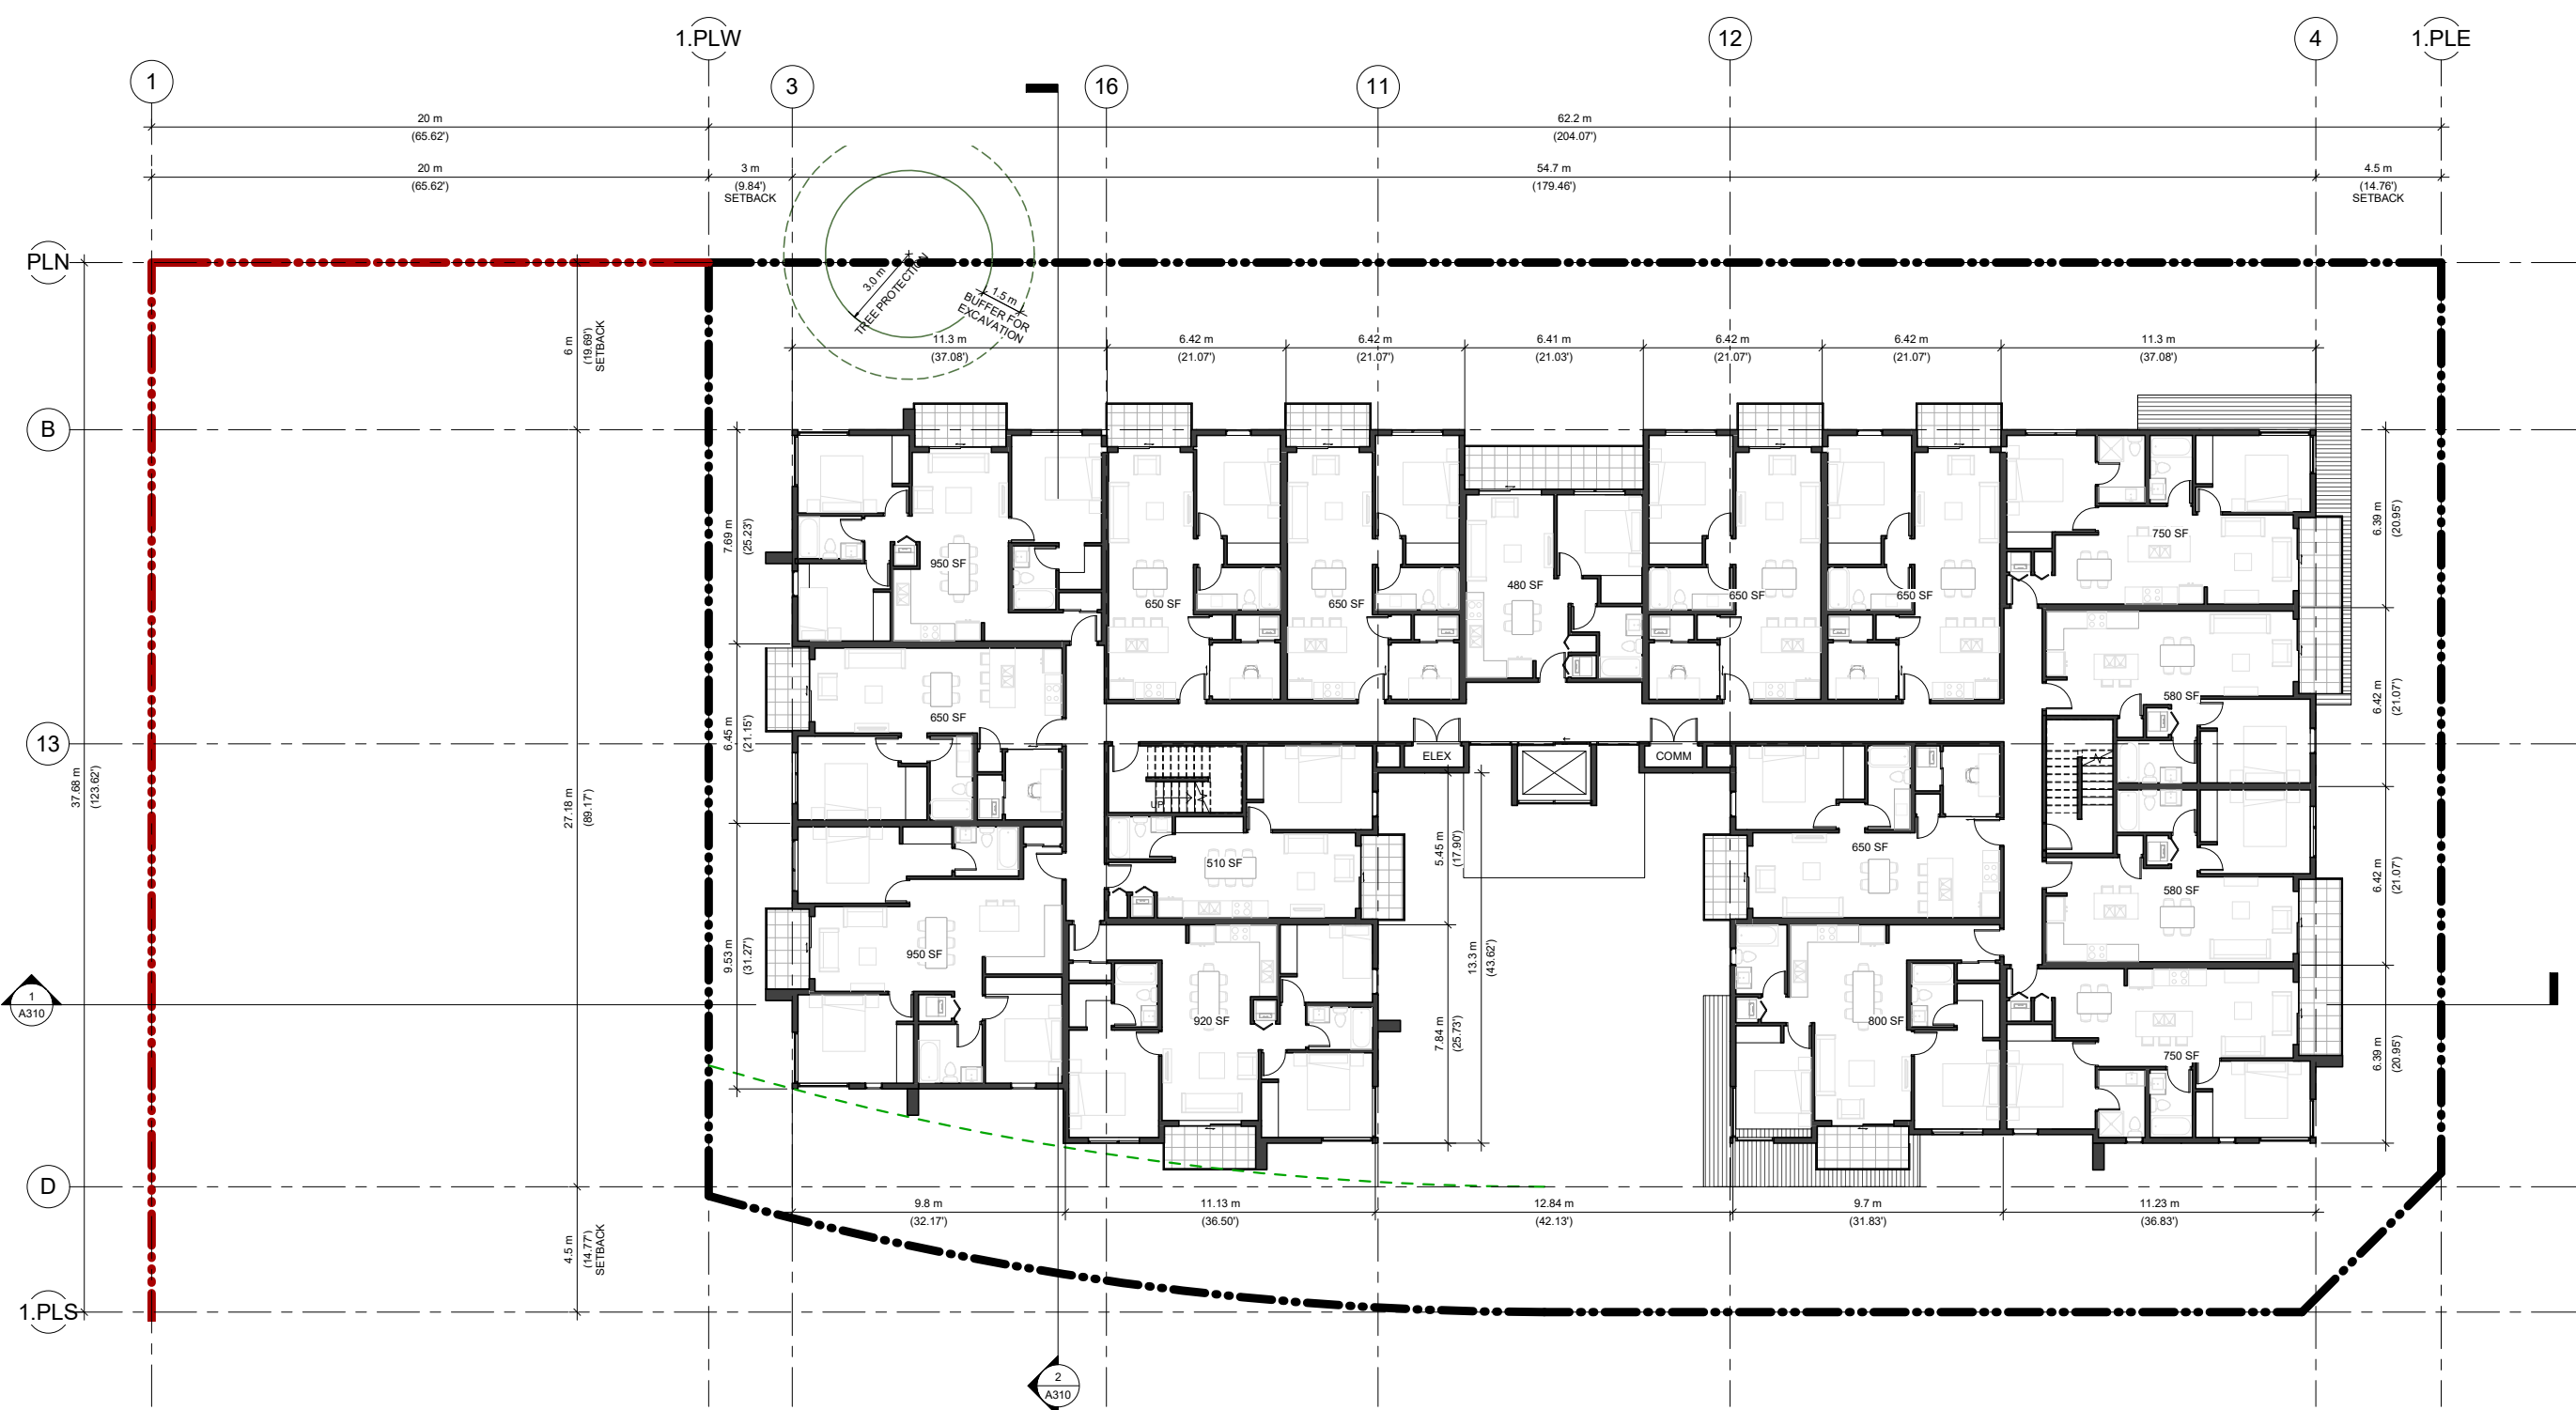 1.PLW
12
4
1.PLE
1
3
16
11
20 m
(65.62')
62.2 m
(204.07')
20 m
(65.62')
3 m
(9.84')
SETBACK
54.7 m
(179.46')
4.5 m
(14.76')
SETBACK
PLN
3.0 m
TREE PROTECTION
1.5 m
BUFFER FOR
EXCAVATION
6 m
(19.69')
SETBACK
11.3 m
(37.08')
6.42 m
(21.07')
6.42 m
(21.07')
6.41 m
(21.03')
6.42 m
(21.07')
6.42 m
(21.07')
11.3 m
(37.08')
B
7.69 m
(25.23')
950 SF
650 SF
650 SF
480 SF
650 SF
650 SF
750 SF
6.39 m
(20.95')
6.45 m
(21.15')
650 SF
580 SF
6.42 m
(21.07')
13
37.68 m
(123.62')
27.18 m
(89.17')
ELEX
COMM
UP
510 SF
5.45 m
(17.90')
650 SF
580 SF
6.42 m
(21.07')
9.53 m
(31.27')
950 SF
13.3 m
(43.62')
1
A310
920 SF
7.84 m
(25.73')
800 SF
750 SF
6.39 m
(20.95')
D
9.8 m
(32.17')
11.13 m
(36.50')
12.84 m
(42.13')
9.7 m
(31.83')
11.23 m
(36.83')
4.5 m
(14.77')
SETBACK
1.PLS
2
A310